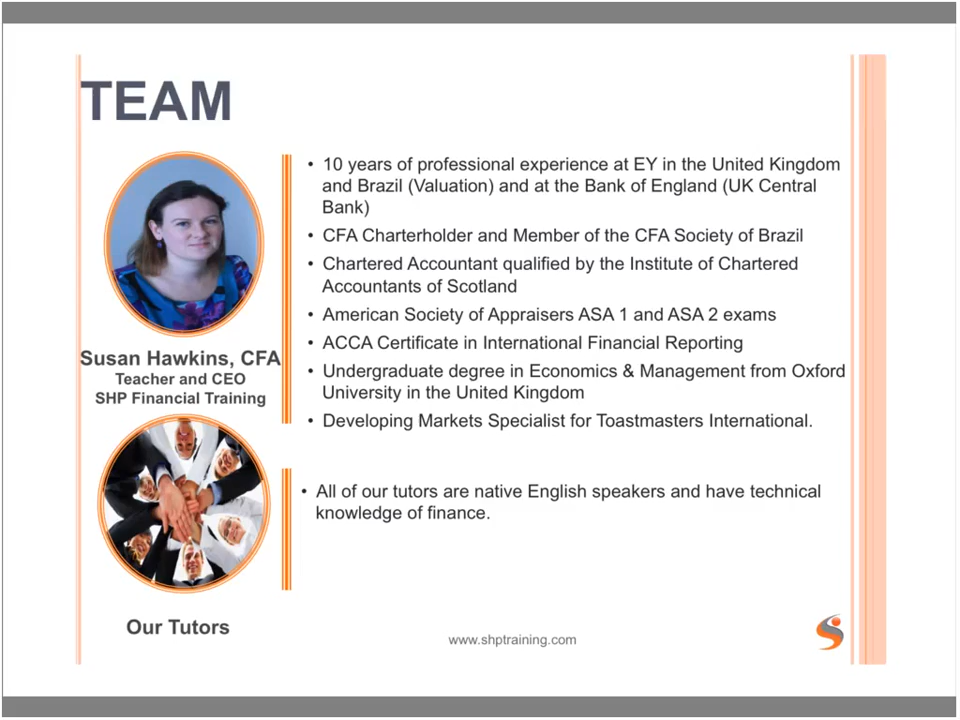 TEAM
• 10 years of professional experience at EY in the United Kingdom
and Brazil (Valuation) and at the Bank of England (UK Central
Bank)
• CFA Charterholder and Member of the CFA Society of Brazil
• Chartered Accountant qualified by the Institute of Chartered
Accountants of Scotland
• American Society of Appraisers ASA 1 and ASA 2 exams
• ACCA Certificate in International Financial Reporting
• Undergraduate degree in Economics & Management from Oxford
University in the United Kingdom
• Developing Markets Specialist for Toastmasters International.
Susan Hawkins, CFA
Teacher and CEO
SHP Financial Training
• All of our tutors are native English speakers and have technical
knowledge of finance.
Our Tutors
www.shptraining.com